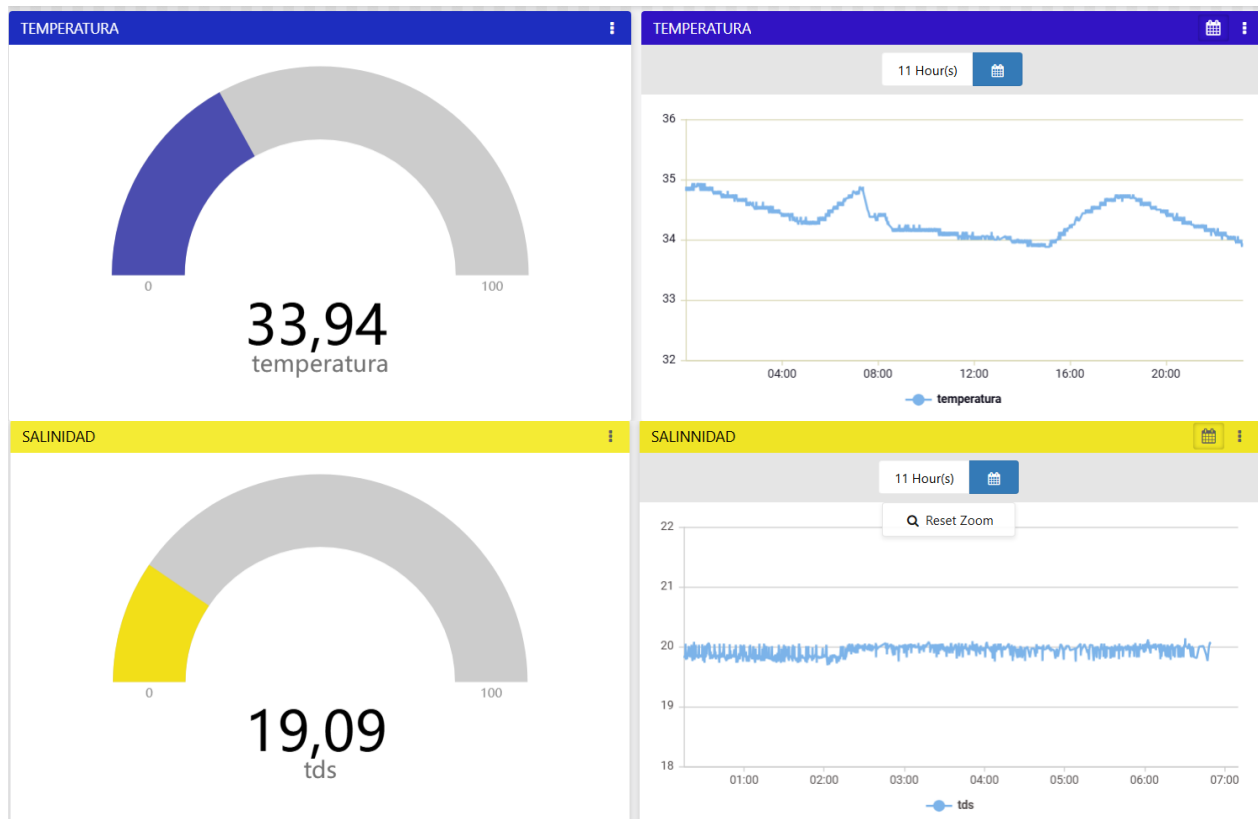 TEMPERATURA
0
100
33,94
temperatura
TEMPERATURA
11 Hour(s)
36
35
34
33
32
04:00 08:00 12:00 16:00 20:00
temperatura
SALINIDAD
0
100
19,09
tds
SALINNIDAD
11 Hour(s)
Reset Zoom
22
21
20
19
18
01:00 02:00 03:00 04:00 05:00 06:00 07:00
tds